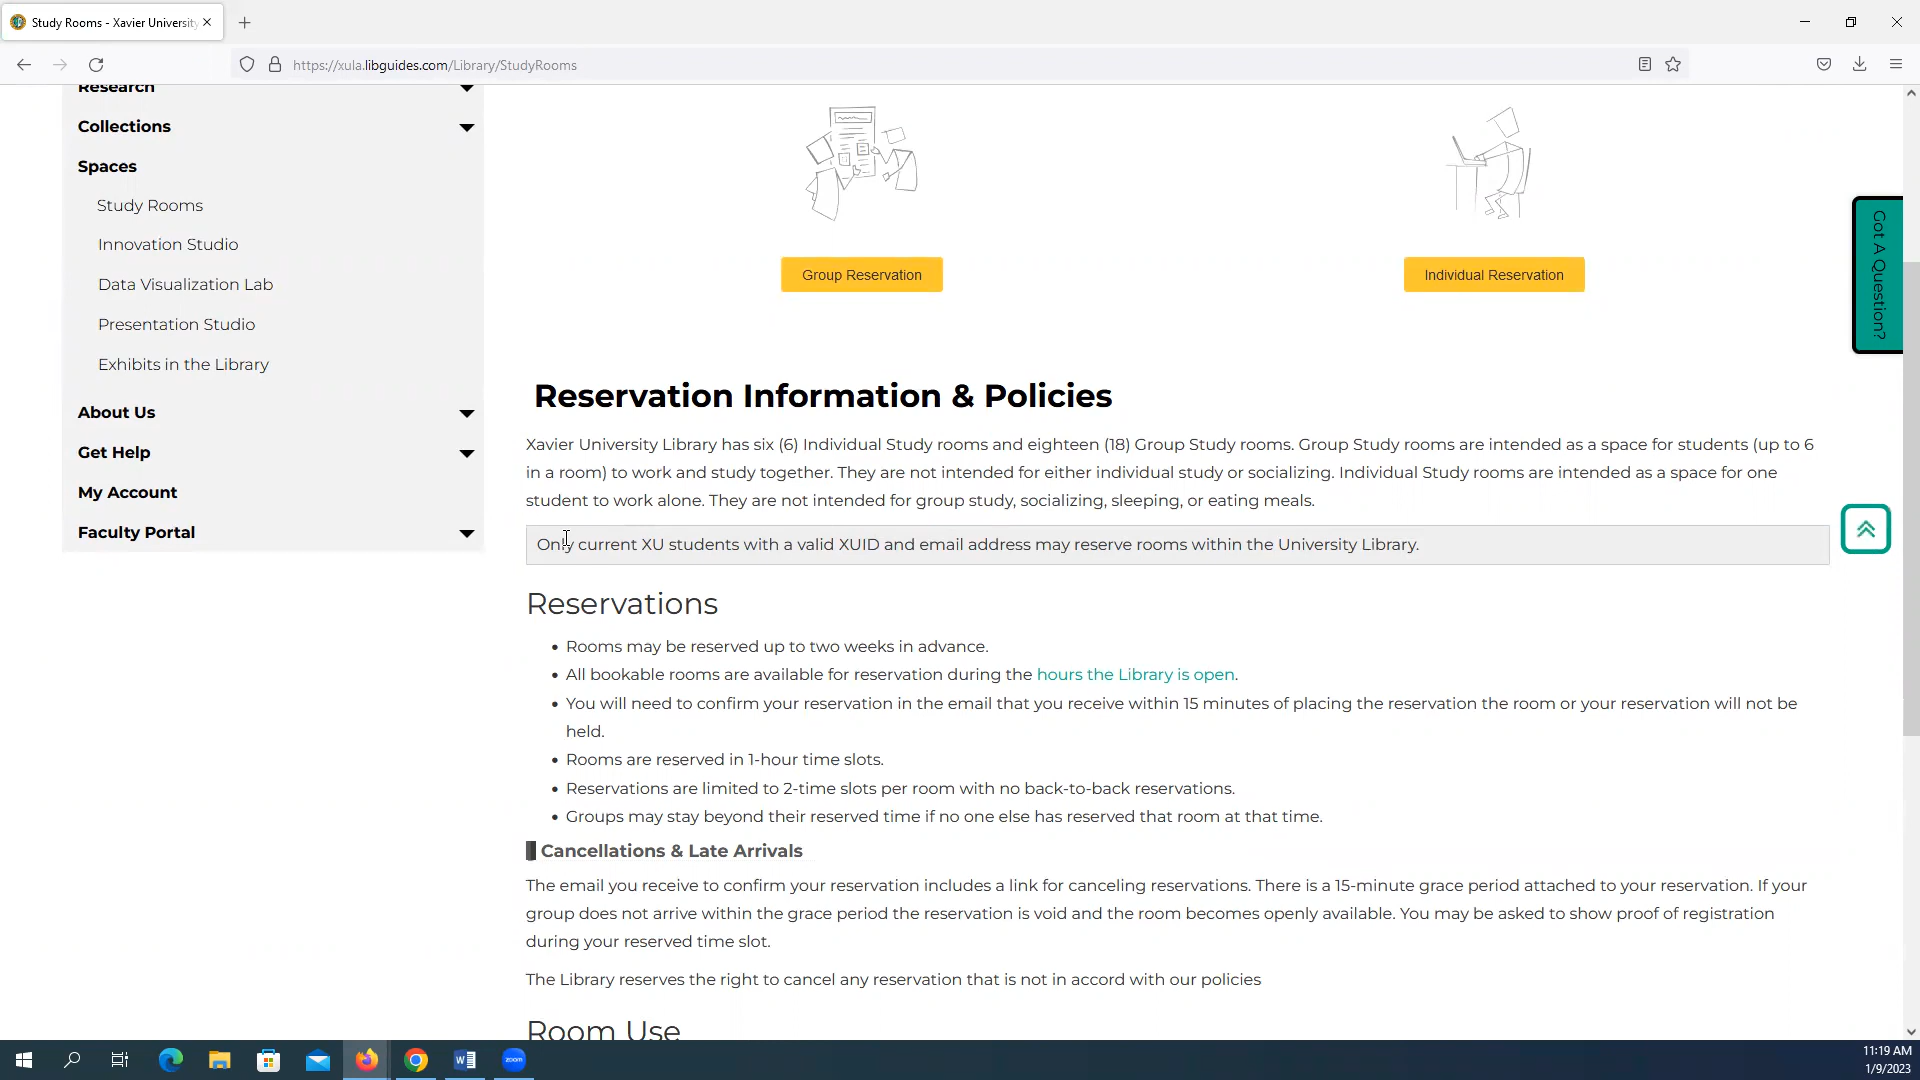 Study Rooms - Xavier University
https://xula.libguides.com/Library/StudyRooms
Research
Collections
Spaces
Study Rooms
Innovation Studio
Data Visualization Lab
Presentation Studio
Exhibits in the Library
About Us
Get Help
My Account
Faculty Portal
Group Reservation
Individual Reservation
Got A Question?
Reservation Information & Policies
Xavier University Library has six (6) Individual Study rooms and eighteen (18) Group Study rooms. Group Study rooms are intended as a space for students (up to 6
in a room) to work and study together. They are not intended for either individual study or socializing. Individual Study rooms are intended as a space for one
student to work alone. They are not intended for group study, socializing, sleeping, or eating meals.
Only current XU students with a valid XUID and email address may reserve rooms within the University Library.
Reservations
• Rooms may be reserved up to two weeks in advance.
• All bookable rooms are available for reservation during the hours the Library is open.
• You will need to confirm your reservation in the email that you receive within 15 minutes of placing the reservation the room or your reservation will not be
held.
• Rooms are reserved in 1-hour time slots.
• Reservations are limited to 2-time slots per room with no back-to-back reservations.
• Groups may stay beyond their reserved time if no one else has reserved that room at that time.
Cancellations & Late Arrivals
The email you receive to confirm your reservation includes a link for canceling reservations. There is a 15-minute grace period attached to your reservation. If your
group does not arrive within the grace period the reservation is void and the room becomes openly available. You may be asked to show proof of registration
during your reserved time slot.
The Library reserves the right to cancel any reservation that is not in accord with our policies
Room Use
zoom
11:19 AM
1/9/2023